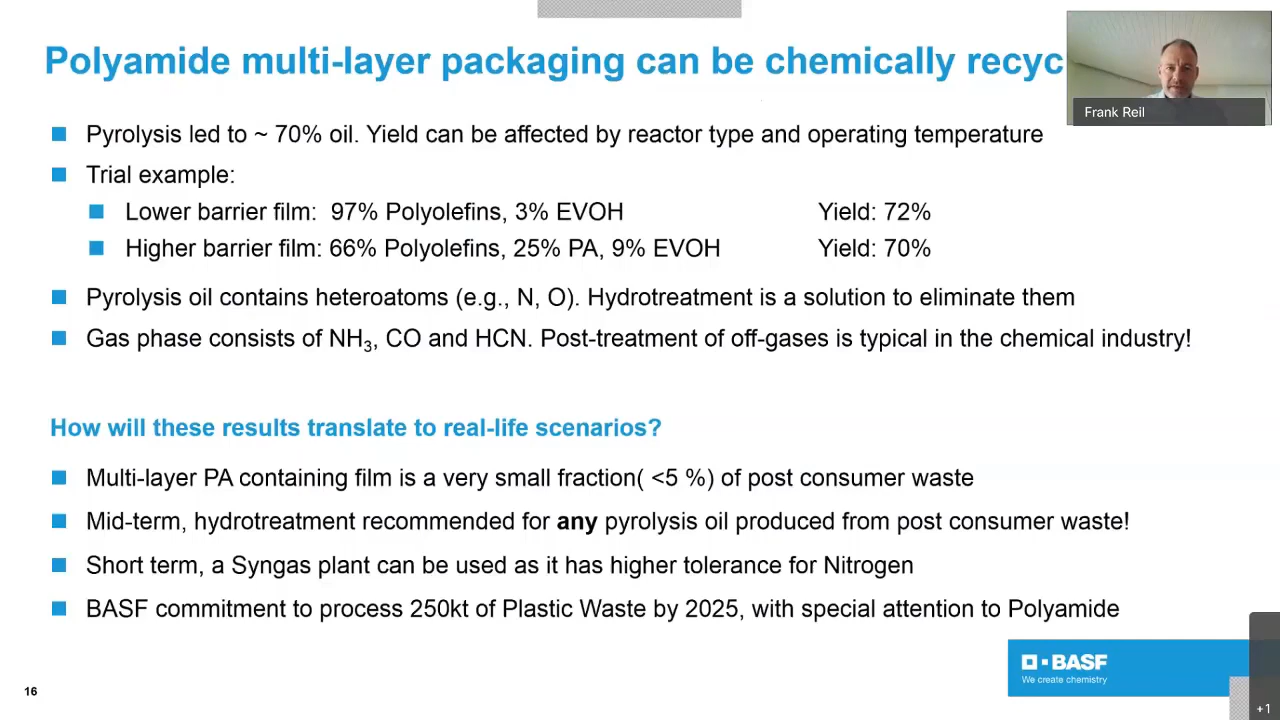 Polyamide multi-layer packaging can be chemically recyc
Frank Reil
Pyrolysis led to ~ 70% oil. Yield can be affected by reactor type and operating temperature
Trial example:
Lower barrier film: 97% Polyolefins, 3% EVOH Yield: 72%
Higher barrier film: 66% Polyolefins, 25% PA, 9% EVOH Yield: 70%
Pyrolysis oil contains heteroatoms (e.g., N, O). Hydrotreatment is a solution to eliminate them
Gas phase consists of NH₃, CO and HCN. Post-treatment of off-gases is typical in the chemical industry!
How will these results translate to real-life scenarios?
Multi-layer PA containing film is a very small fraction( <5 %) of post consumer waste
Mid-term, hydrotreatment recommended for any pyrolysis oil produced from post consumer waste!
Short term, a Syngas plant can be used as it has higher tolerance for Nitrogen
BASF commitment to process 250kt of Plastic Waste by 2025, with special attention to Polyamide
BASF
We create chemistry
16
+1